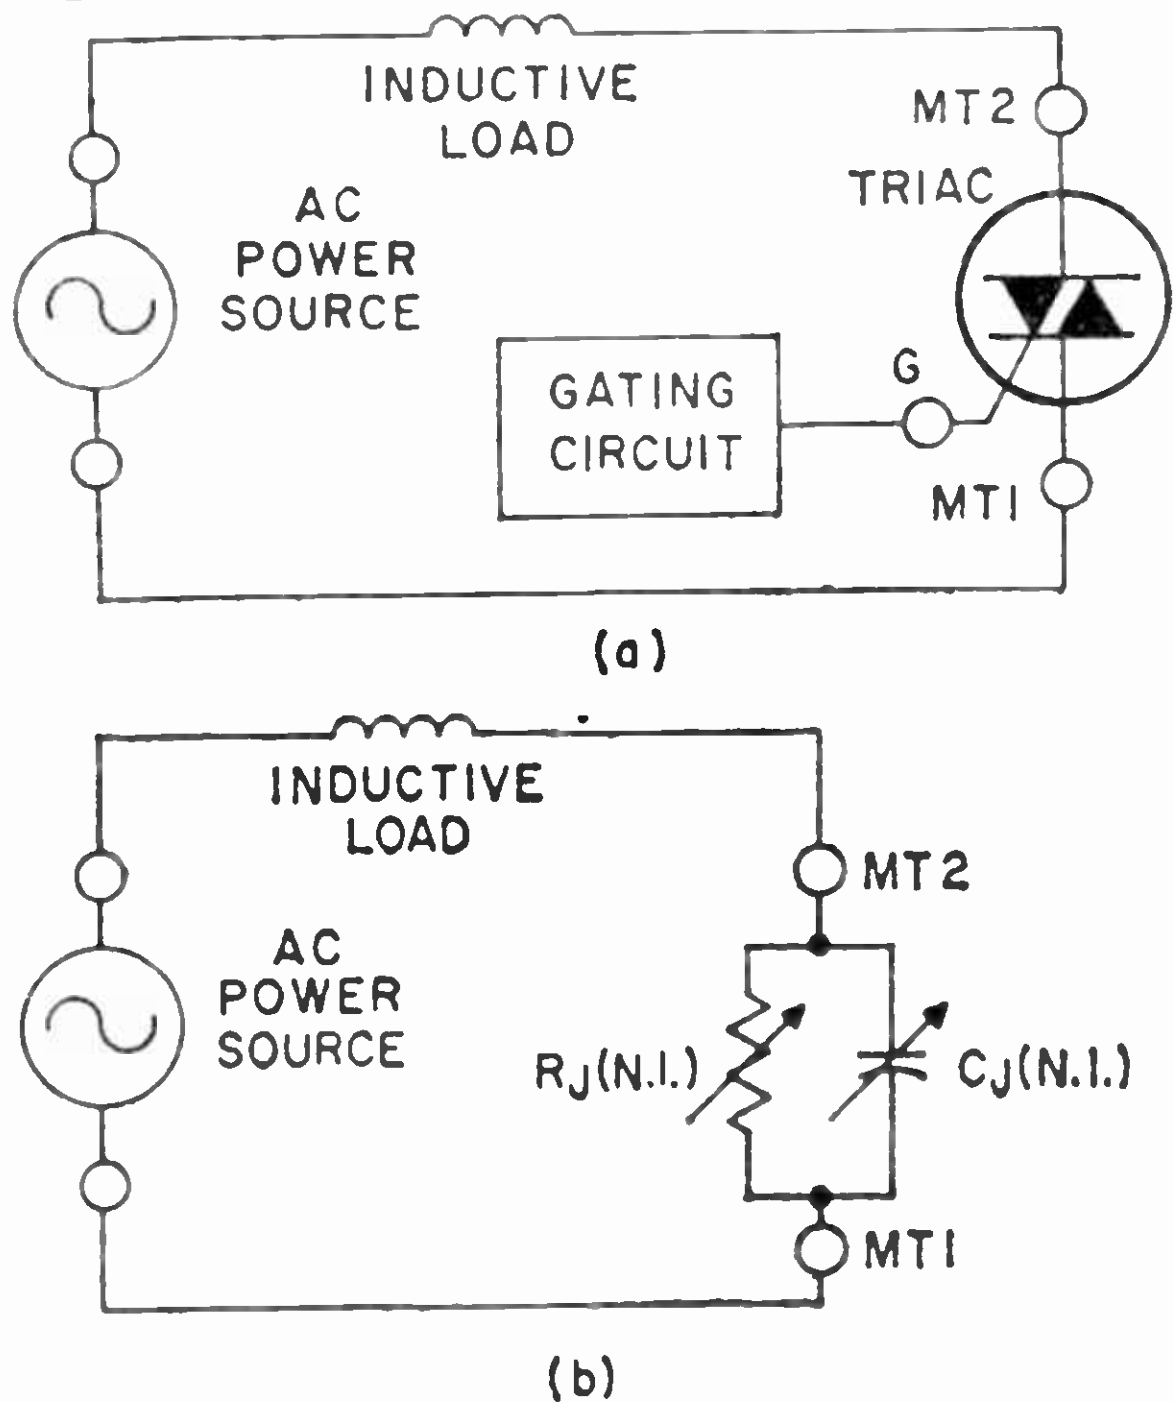 INDUCTIVE
LOAD
MT2
TRIAC
AC
POWER
SOURCE
GATING
CIRCUIT
G
MT1
(a)
INDUCTIVE
LOAD
MT2
AC
POWER
SOURCE
RJ(N.I.)
CJ(N.I.)
MT1
(b)